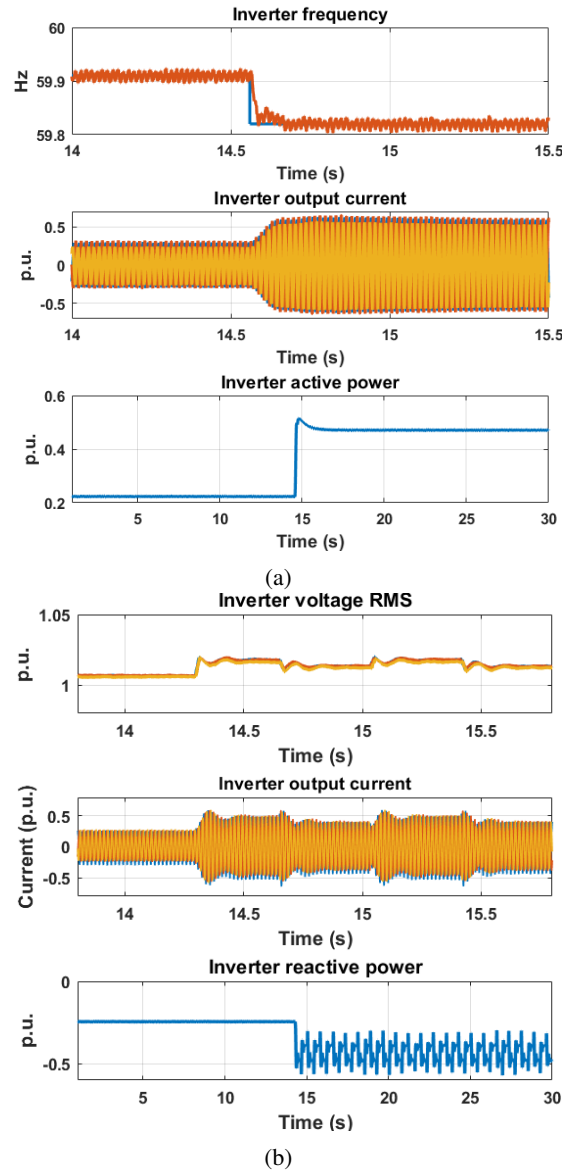 Inverter frequency
60
59.9
59.8
Hz
14
14.5
15
15.5
Time (s)
Inverter output current
0.5
0
-0.5
p.u.
14
14.5
15
15.5
Time (s)
Inverter active power
0.6
0.4
0.2
p.u.
5
10
15
20
25
30
Time (s)
(a)
Inverter voltage RMS
1.05
1
p.u.
14
14.5
15
15.5
Time (s)
Inverter output current
0.5
0
-0.5
Current (p.u.)
14
14.5
15
15.5
Time (s)
Inverter reactive power
0
-0.5
p.u.
5
10
15
20
25
30
Time (s)
(b)